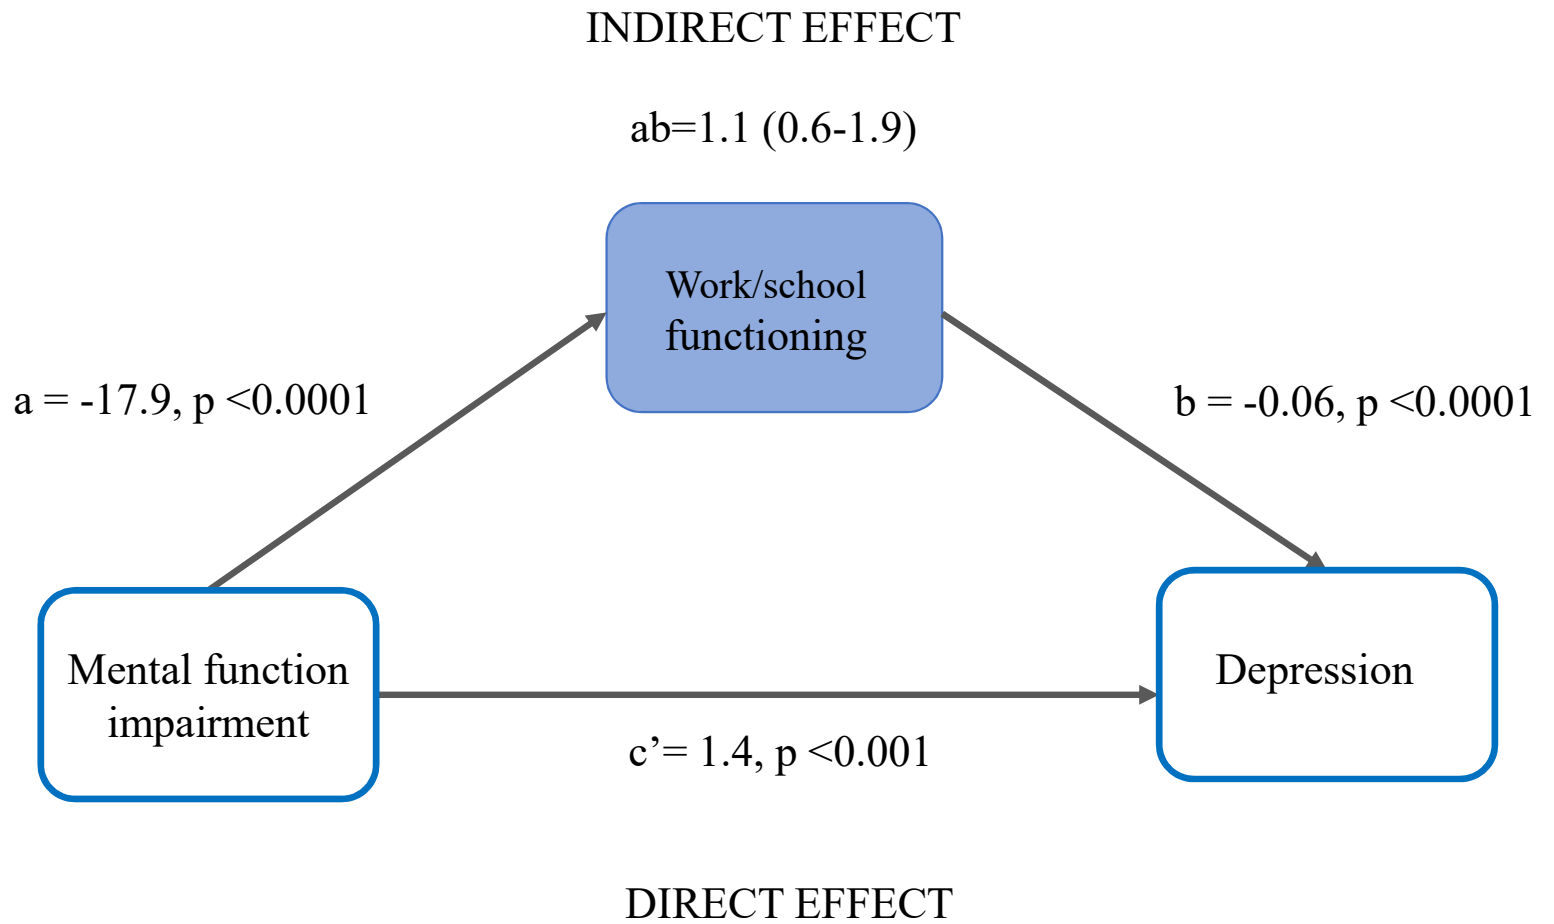 INDIRECT EFFECT
ab=1.1 (0.6-1.9)
Work/school
functioning
a = -17.9, p <0.0001
b = -0.06, p <0.0001
Mental function
impairment
Depression
c’= 1.4, p <0.001
DIRECT EFFECT